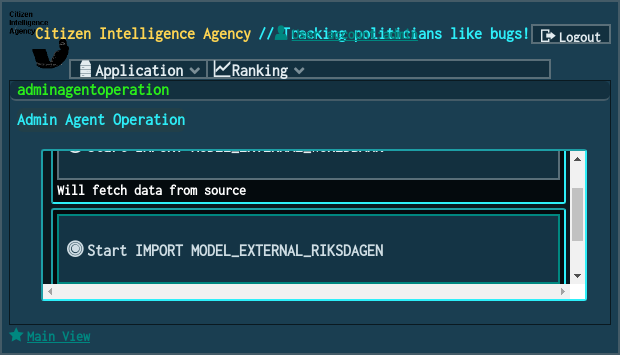 Citizen
Intelligence
Agency
Citizen Intelligence Agency // Tracking politicians like bugs!
Logout
Application
Ranking
adminagentoperation
Admin Agent Operation
Will fetch data from source
Start IMPORT MODEL_EXTERNAL_RIKSDAGEN
Main View